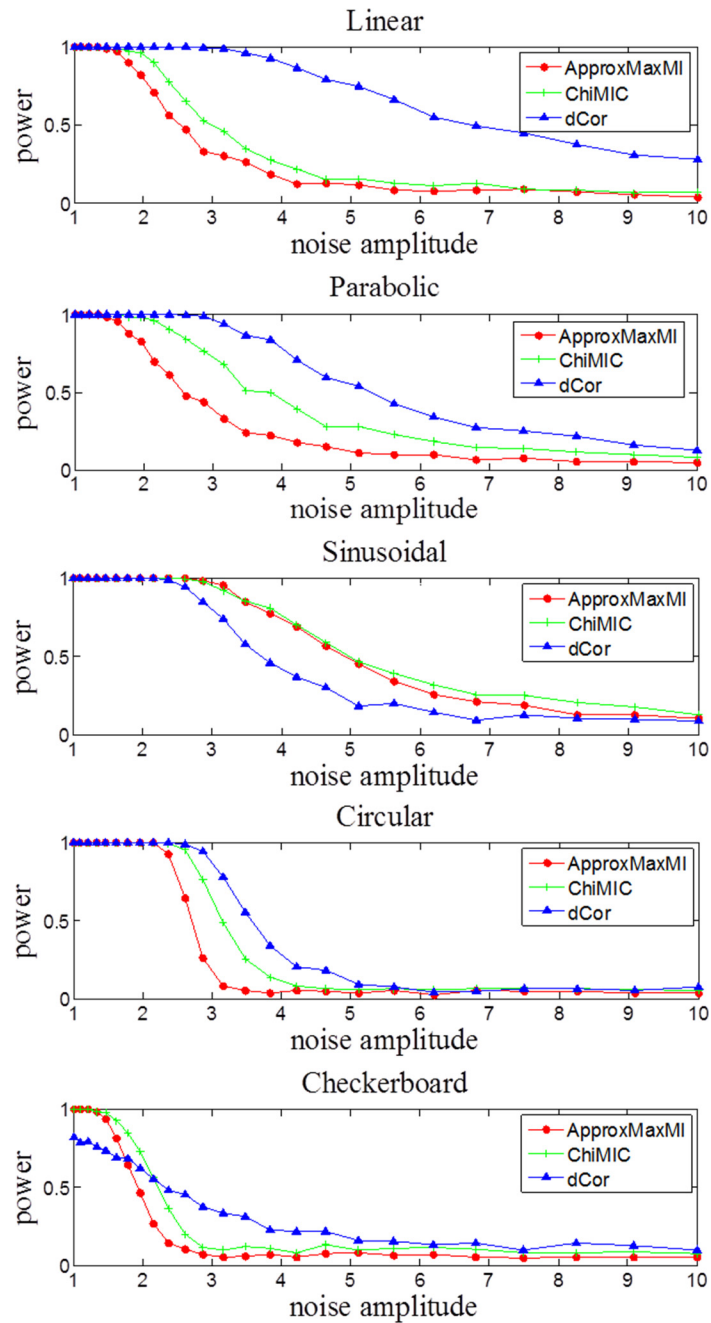 Linear
power
1
0.5
0
ApproxMaxMI
ChiMIC
dCor
1 2 3 4 5 6 7 8 9 10
noise amplitude
Parabolic
power
1
0.5
0
ApproxMaxMI
ChiMIC
dCor
1 2 3 4 5 6 7 8 9 10
noise amplitude
Sinusoidal
power
1
0.5
0
ApproxMaxMI
ChiMIC
dCor
1 2 3 4 5 6 7 8 9 10
noise amplitude
Circular
power
1
0.5
0
ApproxMaxMI
ChiMIC
dCor
1 2 3 4 5 6 7 8 9 10
noise amplitude
Checkerboard
power
1
0.5
0
ApproxMaxMI
ChiMIC
dCor
1 2 3 4 5 6 7 8 9 10
noise amplitude